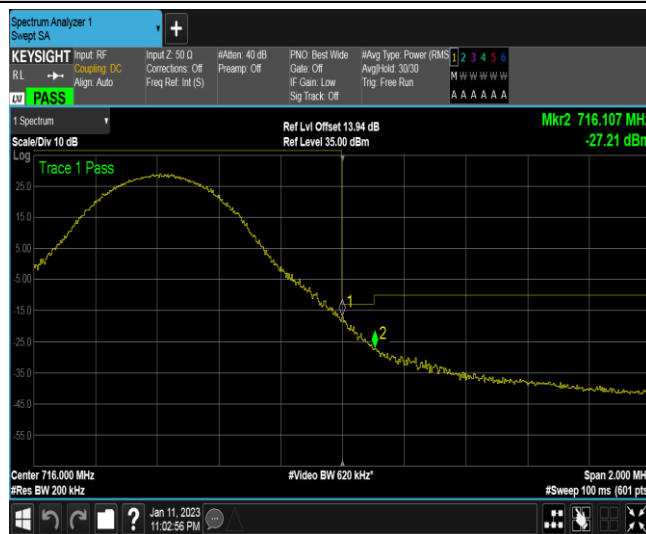 Spectrum Analyzer 1
Swept SA
+
KEYSIGHT Input: RF Input Z: 50 Ω #Atten: 40 dB PNO: Best Wide #Avg Type: Power (RMS 1 2 3 4 5 6
RL Coupling: DC Corrections: Off Preamp: Off Gate: Off Avg|Hold: 30/30 M W W W W W
Align: Auto Freq Ref: Int (S) IF Gain: Low Trig: Free Run
LXI PASS Sig Track: Off A A A A A A
1 Spectrum Ref Lvl Offset 13.94 dB Mkr2 716.107 MHz
Scale/Div 10 dB Ref Level 35.00 dBm -27.21 dBm
Log
Trace 1 Pass
25.0
15.0
5.00
-5.00
1
-15.0
2
-25.0
-35.0
-45.0
-55.0
Center 716.000 MHz #Video BW 620 kHz* Span 2.000 MH
#Res BW 200 kHz #Sweep 100 ms (601 pts
? Jan 11, 2023
11:02:56 PM